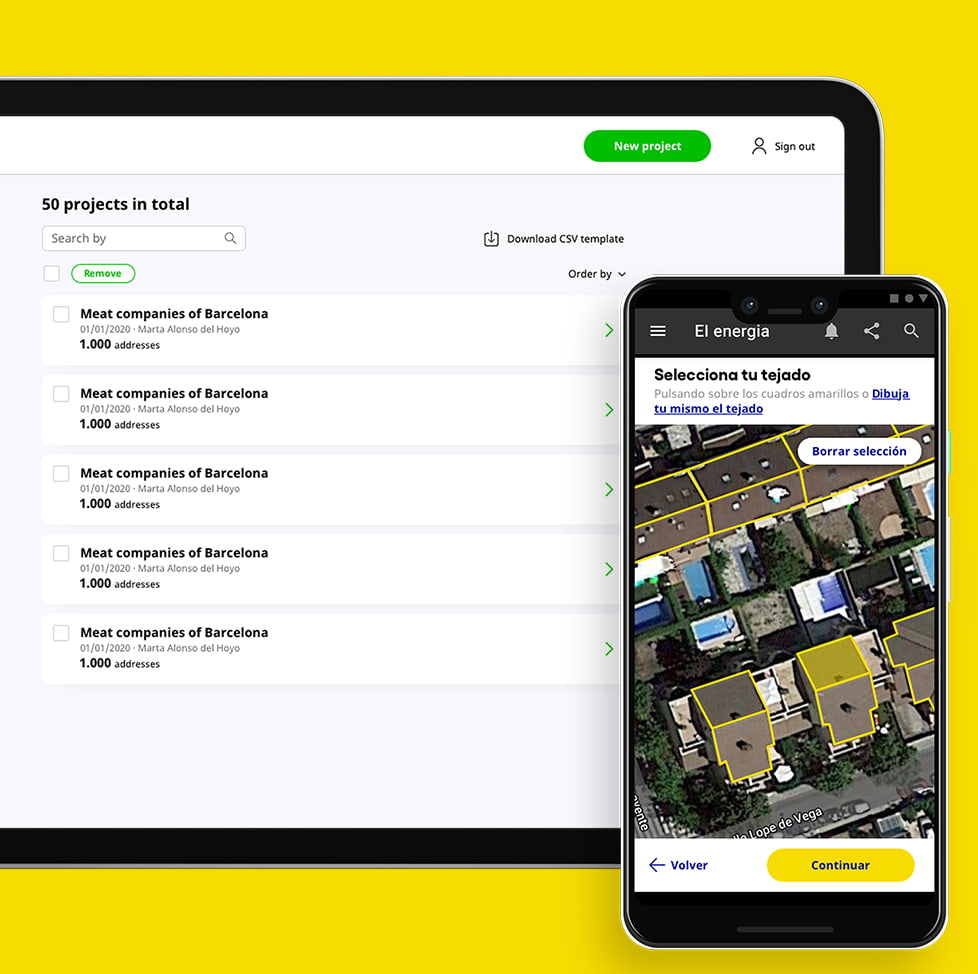 New project
Sign out
50 projects in total
Search by
Download CSV template
Remove
Order by
Meat companies of Barcelona
01/01/2020 · Marta Alonso del Hoyo
1.000 addresses
Meat companies of Barcelona
01/01/2020 · Marta Alonso del Hoyo
1.000 addresses
Meat companies of Barcelona
01/01/2020 · Marta Alonso del Hoyo
1.000 addresses
Meat companies of Barcelona
01/01/2020 · Marta Alonso del Hoyo
1.000 addresses
Meat companies of Barcelona
01/01/2020 · Marta Alonso del Hoyo
1.000 addresses
El energia
Selecciona tu tejado
Pulsando sobre los cuadros amarillos o Dibuja
tu mismo el tejado
Borrar selección
Lope de Vega
Volver
Continuar